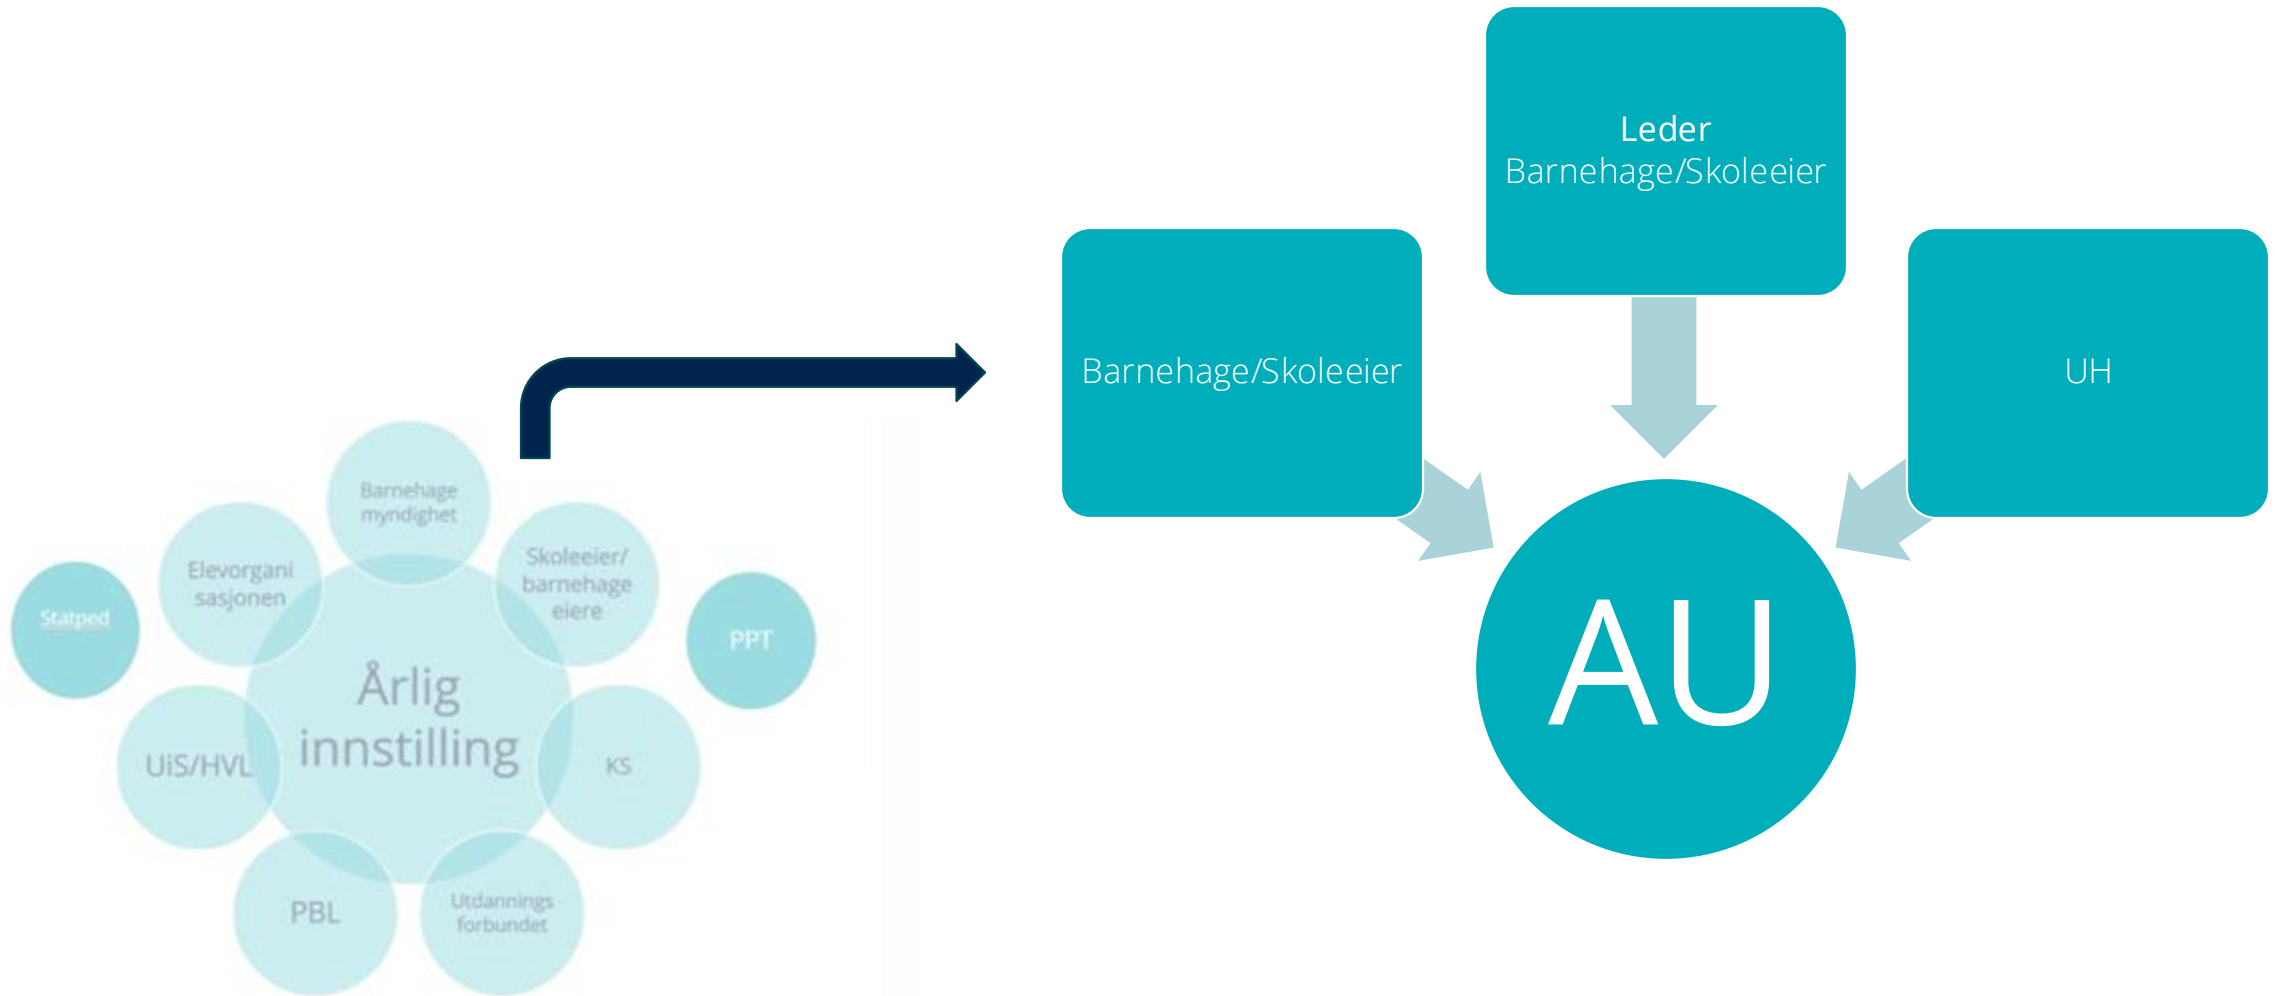 Leder
Barnehage/Skoleeier
Barnehage/Skoleeier
UH
AU
Barnehage
myndighet
Elevorgani
sasjonen
Skoleeier/
barnehage
eiere
Statped
PPT
Årlig
innstilling
UiS/HVL
KS
PBL
Utdannings
forbundet